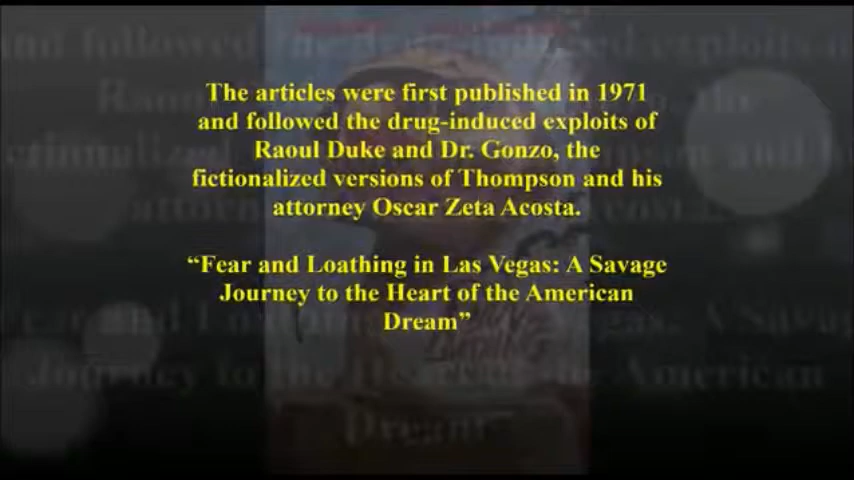 The articles were first published in 1971
and followed the drug-induced exploits of
Raoul Duke and Dr. Gonzo, the
fictionalized versions of Thompson and his
attorney Oscar Zeta Acosta.
“Fear and Loathing in Las Vegas: A Savage
Journey to the Heart of the American
Dream”